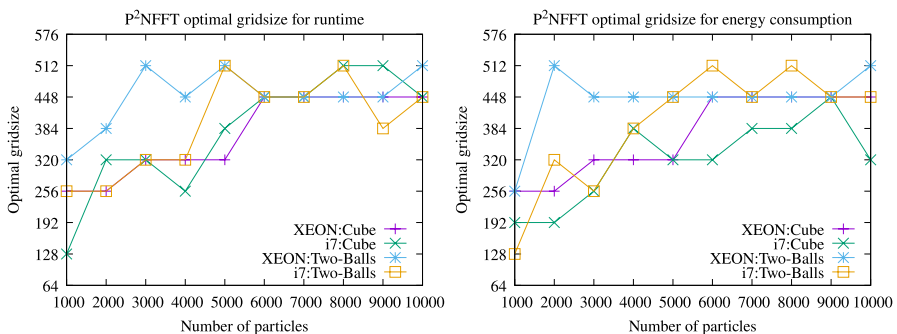 P²NFFT optimal gridsize for runtime
576
512
448
384
320
256
192
128
64
Optimal gridsize
XEON:Cube
i7:Cube
XEON:Two-Balls
i7:Two-Balls
1000 2000 3000 4000 5000 6000 7000 8000 9000 10000
Number of particles
P²NFFT optimal gridsize for energy consumption
576
512
448
384
320
256
192
128
64
Optimal gridsize
XEON:Cube
i7:Cube
XEON:Two-Balls
i7:Two-Balls
1000 2000 3000 4000 5000 6000 7000 8000 9000 10000
Number of particles